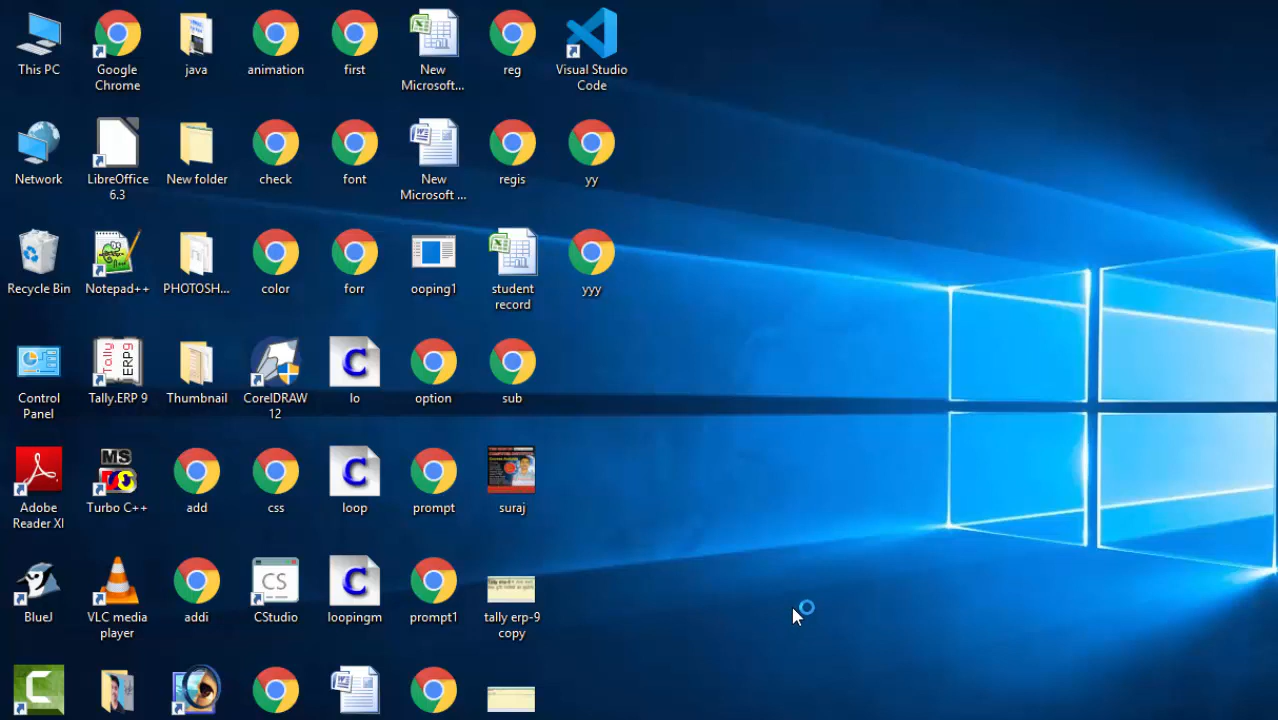 This PC
Google
Chrome
java
animation
first
New
Microsoft...
reg
Visual Studio
Code
Network
LibreOffice
6.3
New folder
check
font
New
Microsoft ...
regis
yy
Recycle Bin
Notepad++
PHOTOSH...
color
forr
ooping1
student
record
yyy
Control
Panel
Tally.ERP 9
Thumbnail
CorelDRAW
12
lo
option
sub
Adobe
Reader XI
Turbo C++
add
css
loop
prompt
suraj
BlueJ
VLC media
player
addi
CStudio
loopingm
prompt1
tally erp-9
copy